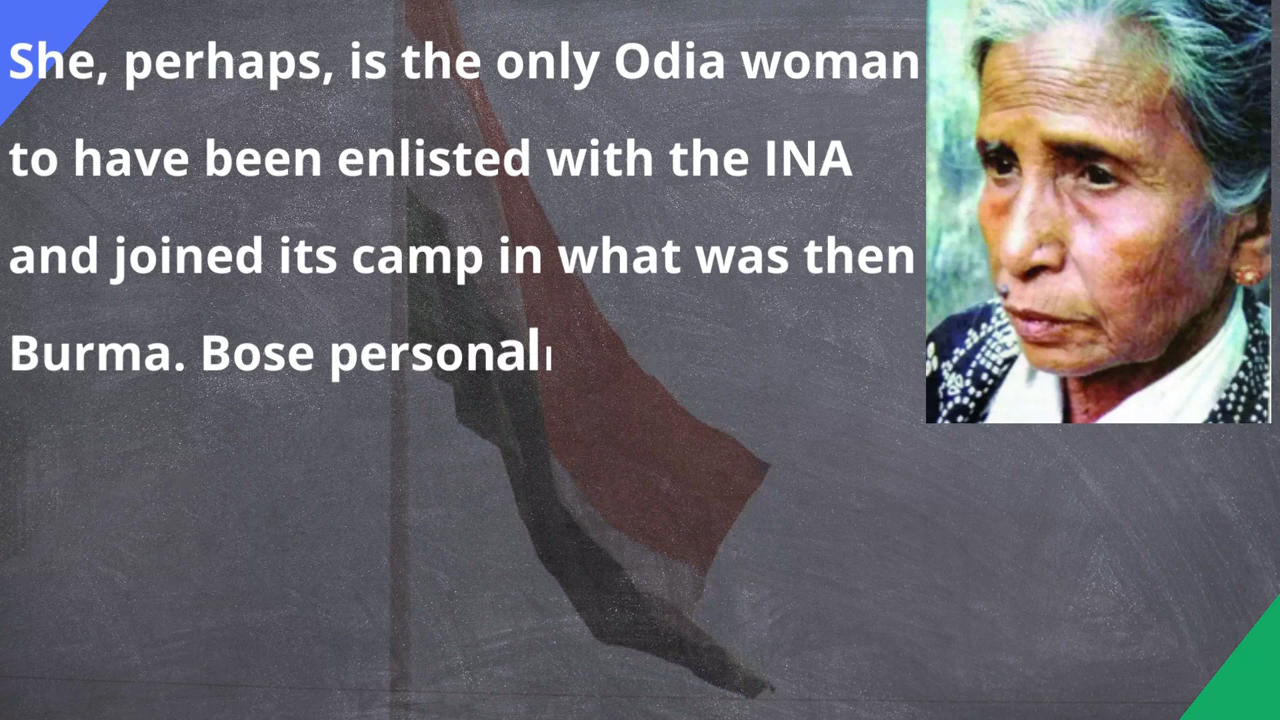 She, perhaps, is the only Odia woman
to have been enlisted with the INA
and joined its camp in what was then
Burma. Bose personal